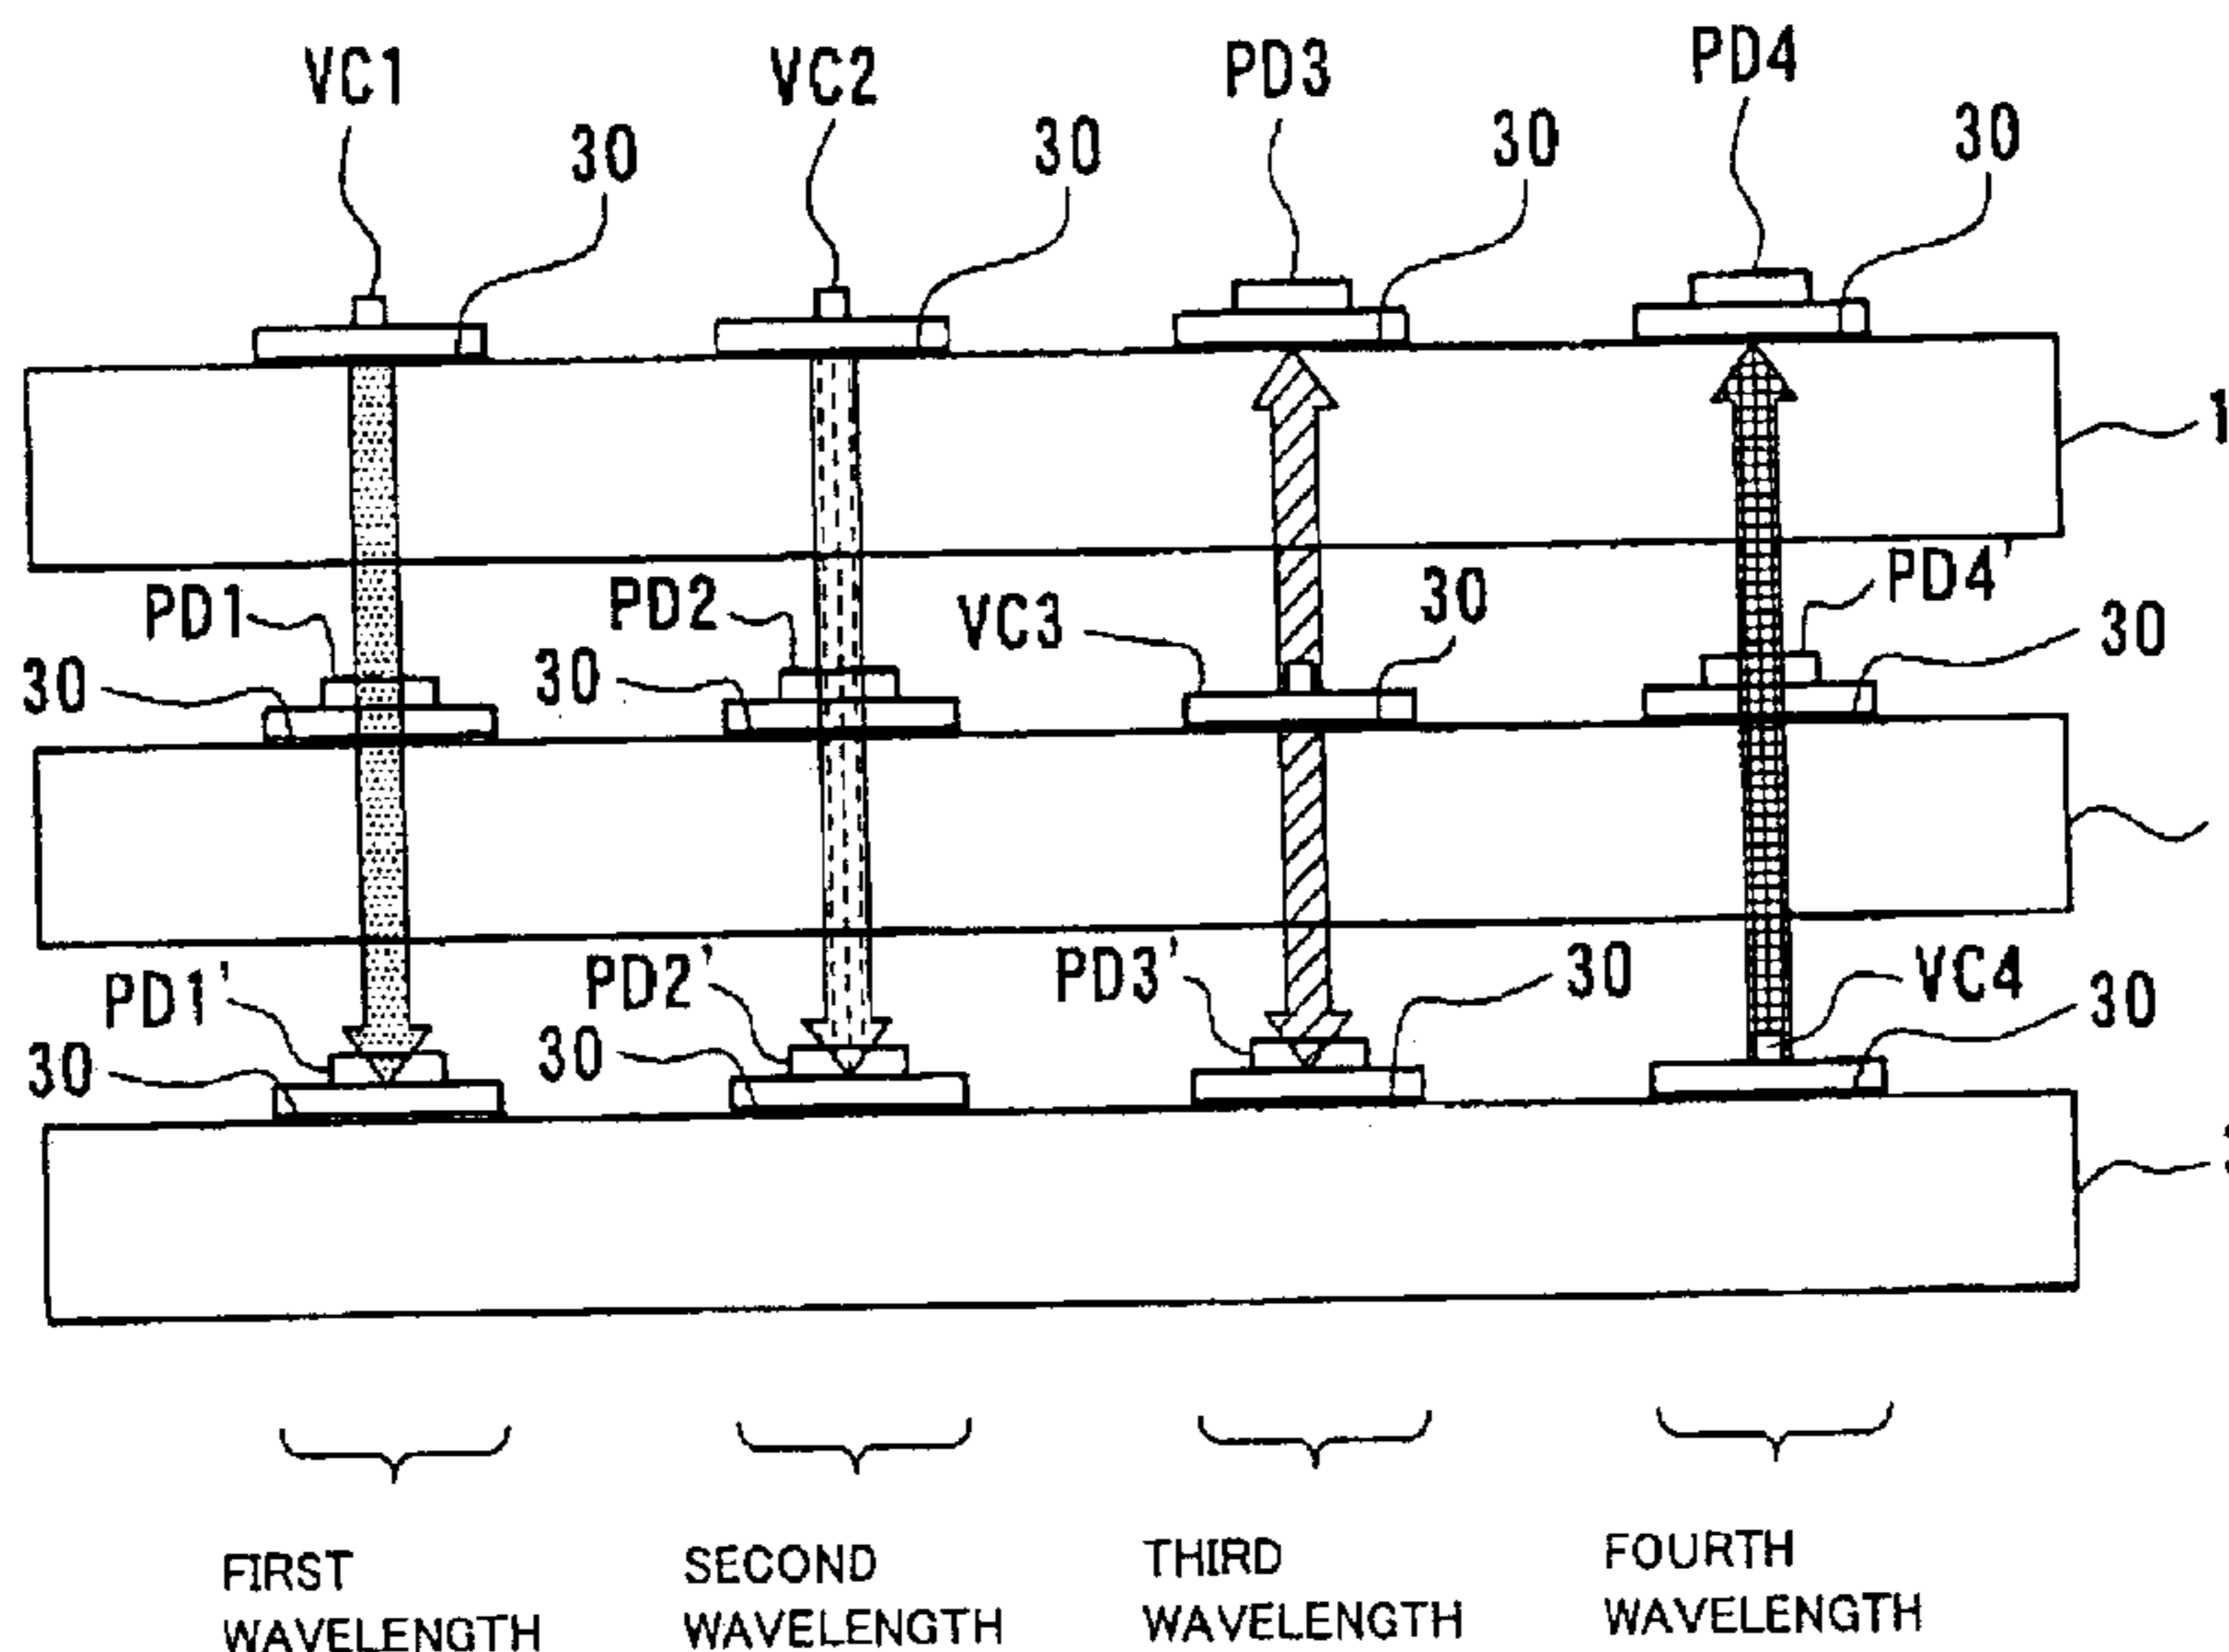 VC1
VC2
PD3
PD4
30
30
30
30
PD1
PD2
VC3
30
PD4'
30
30
30
PD1'
PD2'
PD3'
30
VC4
30
30
30
FIRST
WAVELENGTH
SECOND
WAVELENGTH
THIRD
WAVELENGTH
FOURTH
WAVELENGTH